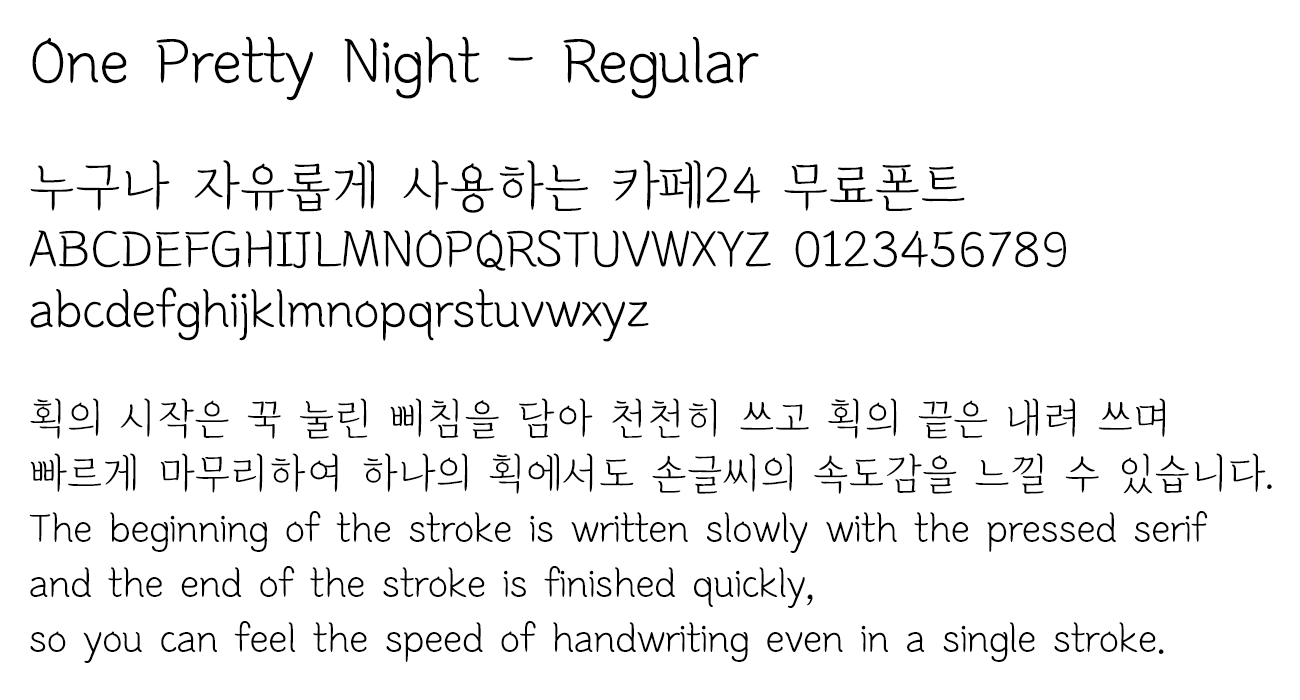 One Pretty Night - Regular
누구나 자유롭게 사용하는 카페24 무료폰트
ABCDEFGHIJLMNOPQRSTUVWXYZ 0123456789
abcdefghijklmnopqrstuvwxyz
획의 시작은 꾹 눌린 삐침을 담아 천천히 쓰고 획의 끝은 내려 쓰며
빠르게 마무리하여 하나의 획에서도 손글씨의 속도감을 느낄 수 있습니다.
The beginning of the stroke is written slowly with the pressed serif
and the end of the stroke is finished quickly,
so you can feel the speed of handwriting even in a single stroke.